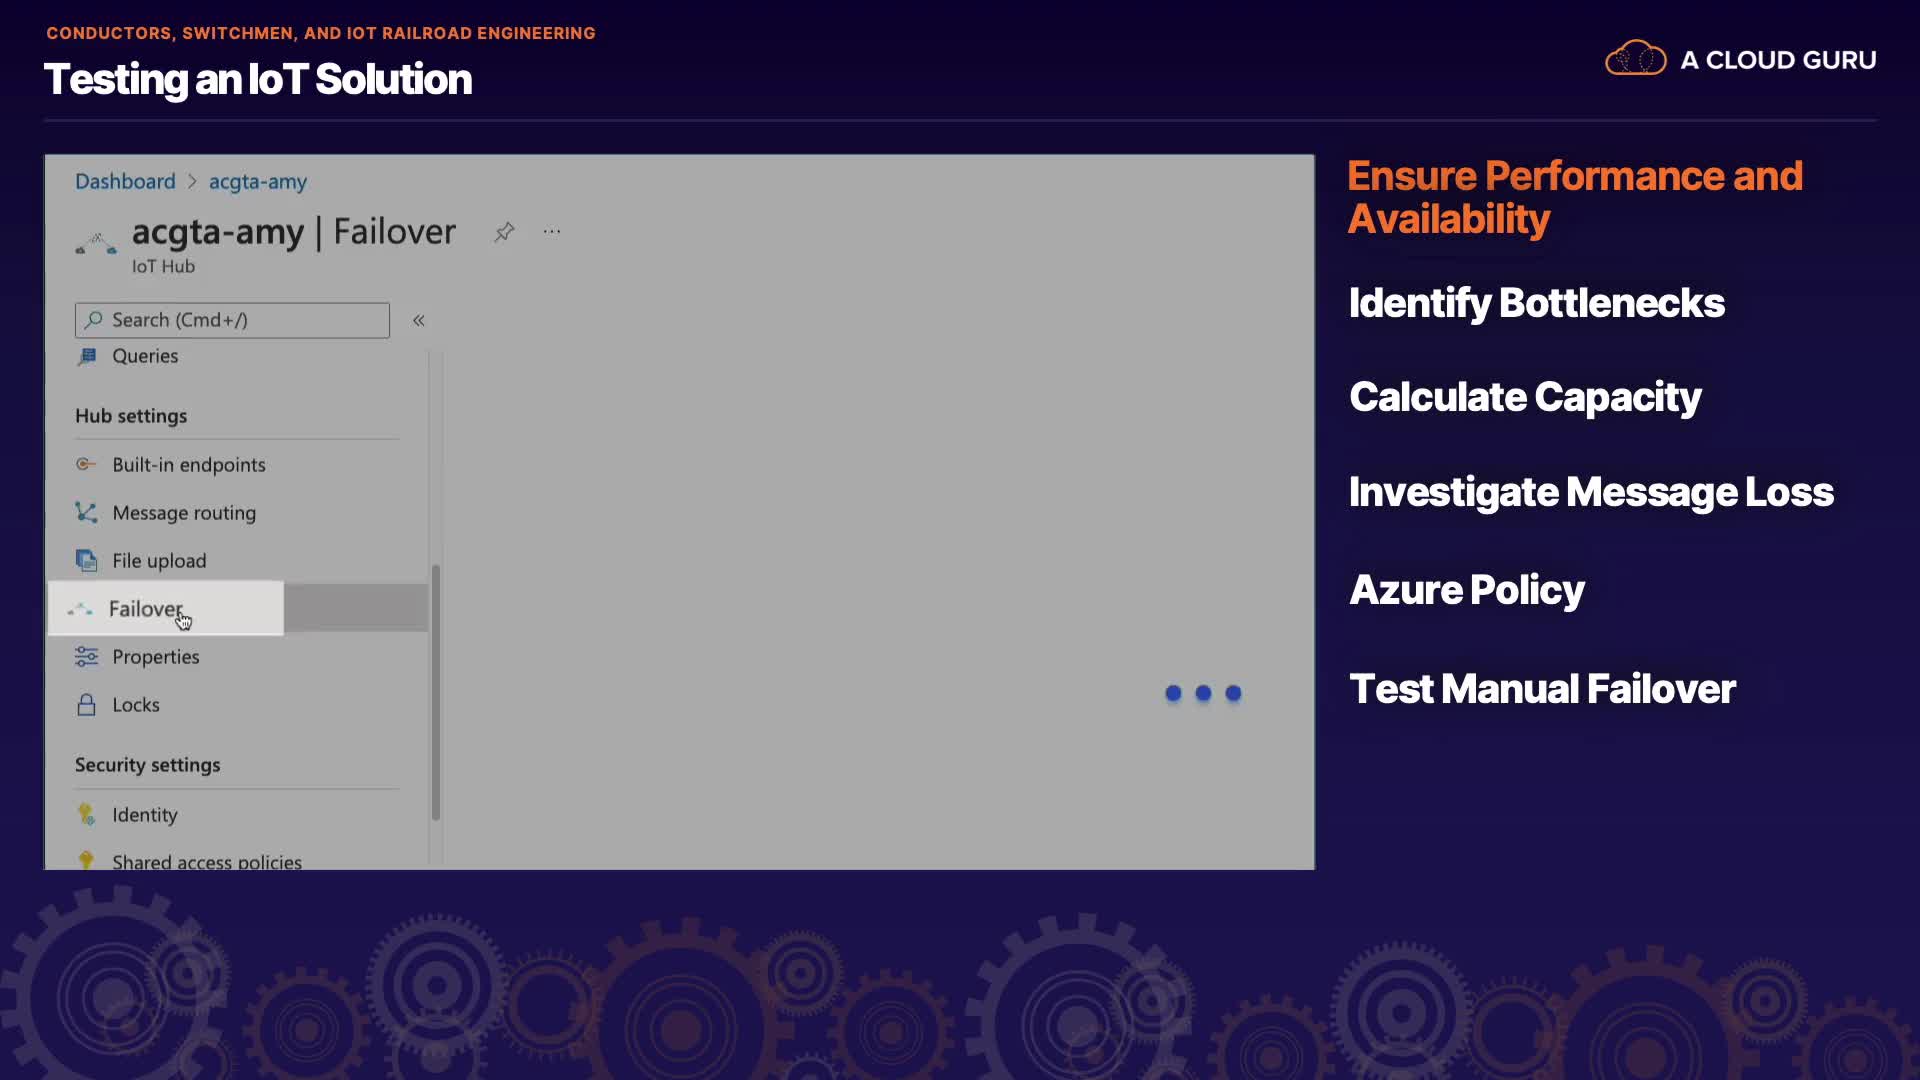 CONDUCTORS, SWITCHMEN, AND IOT RAILROAD ENGINEERING
Testing an IoT Solution
A CLOUD GURU
Dashboard > acgta-amy
acgta-amy | Failover
IoT Hub
Search (Cmd+/)
Queries
Hub settings
Built-in endpoints
Message routing
File upload
Failover
Properties
Locks
Security settings
Identity
Shared access policies
Ensure Performance and
Availability
Identify Bottlenecks
Calculate Capacity
Investigate Message Loss
Azure Policy
Test Manual Failover